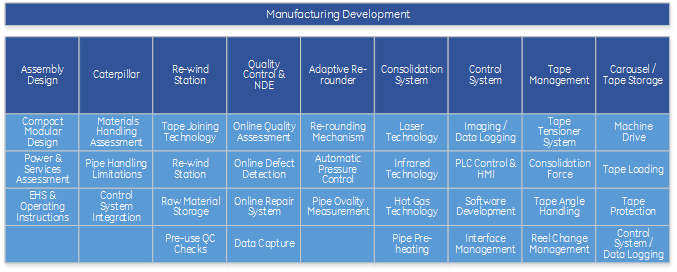 Manufacturing Development
Assembly Design
Caterpillar
Re-wind Station
Quality Control & NDE
Adaptive Re-rounder
Consolidation System
Control System
Tape Management
Carousel / Tape Storage
Compact Modular Design
Materials Handling Assessment
Tape Joining Technology
Online Quality Assessment
Re-rounding Mechanism
Laser Technology
Imaging / Data Logging
Tape Tensioner System
Machine Drive
Power & Services Assessment
Pipe Handling Limitations
Re-wind Station
Online Defect Detection
Automatic Pressure Control
Infrared Technology
PLC Control & HMI
Consolidation Force
Tape Loading
EHS & Operating Instructions
Control System Integration
Raw Material Storage
Online Repair System
Pipe Ovality Measurement
Hot Gas Technology
Software Development
Tape Angle Handling
Tape Protection
Pre-use QC Checks
Data Capture
Pipe Pre-heating
Interface Management
Reel Change Management
Control System / Data Logging